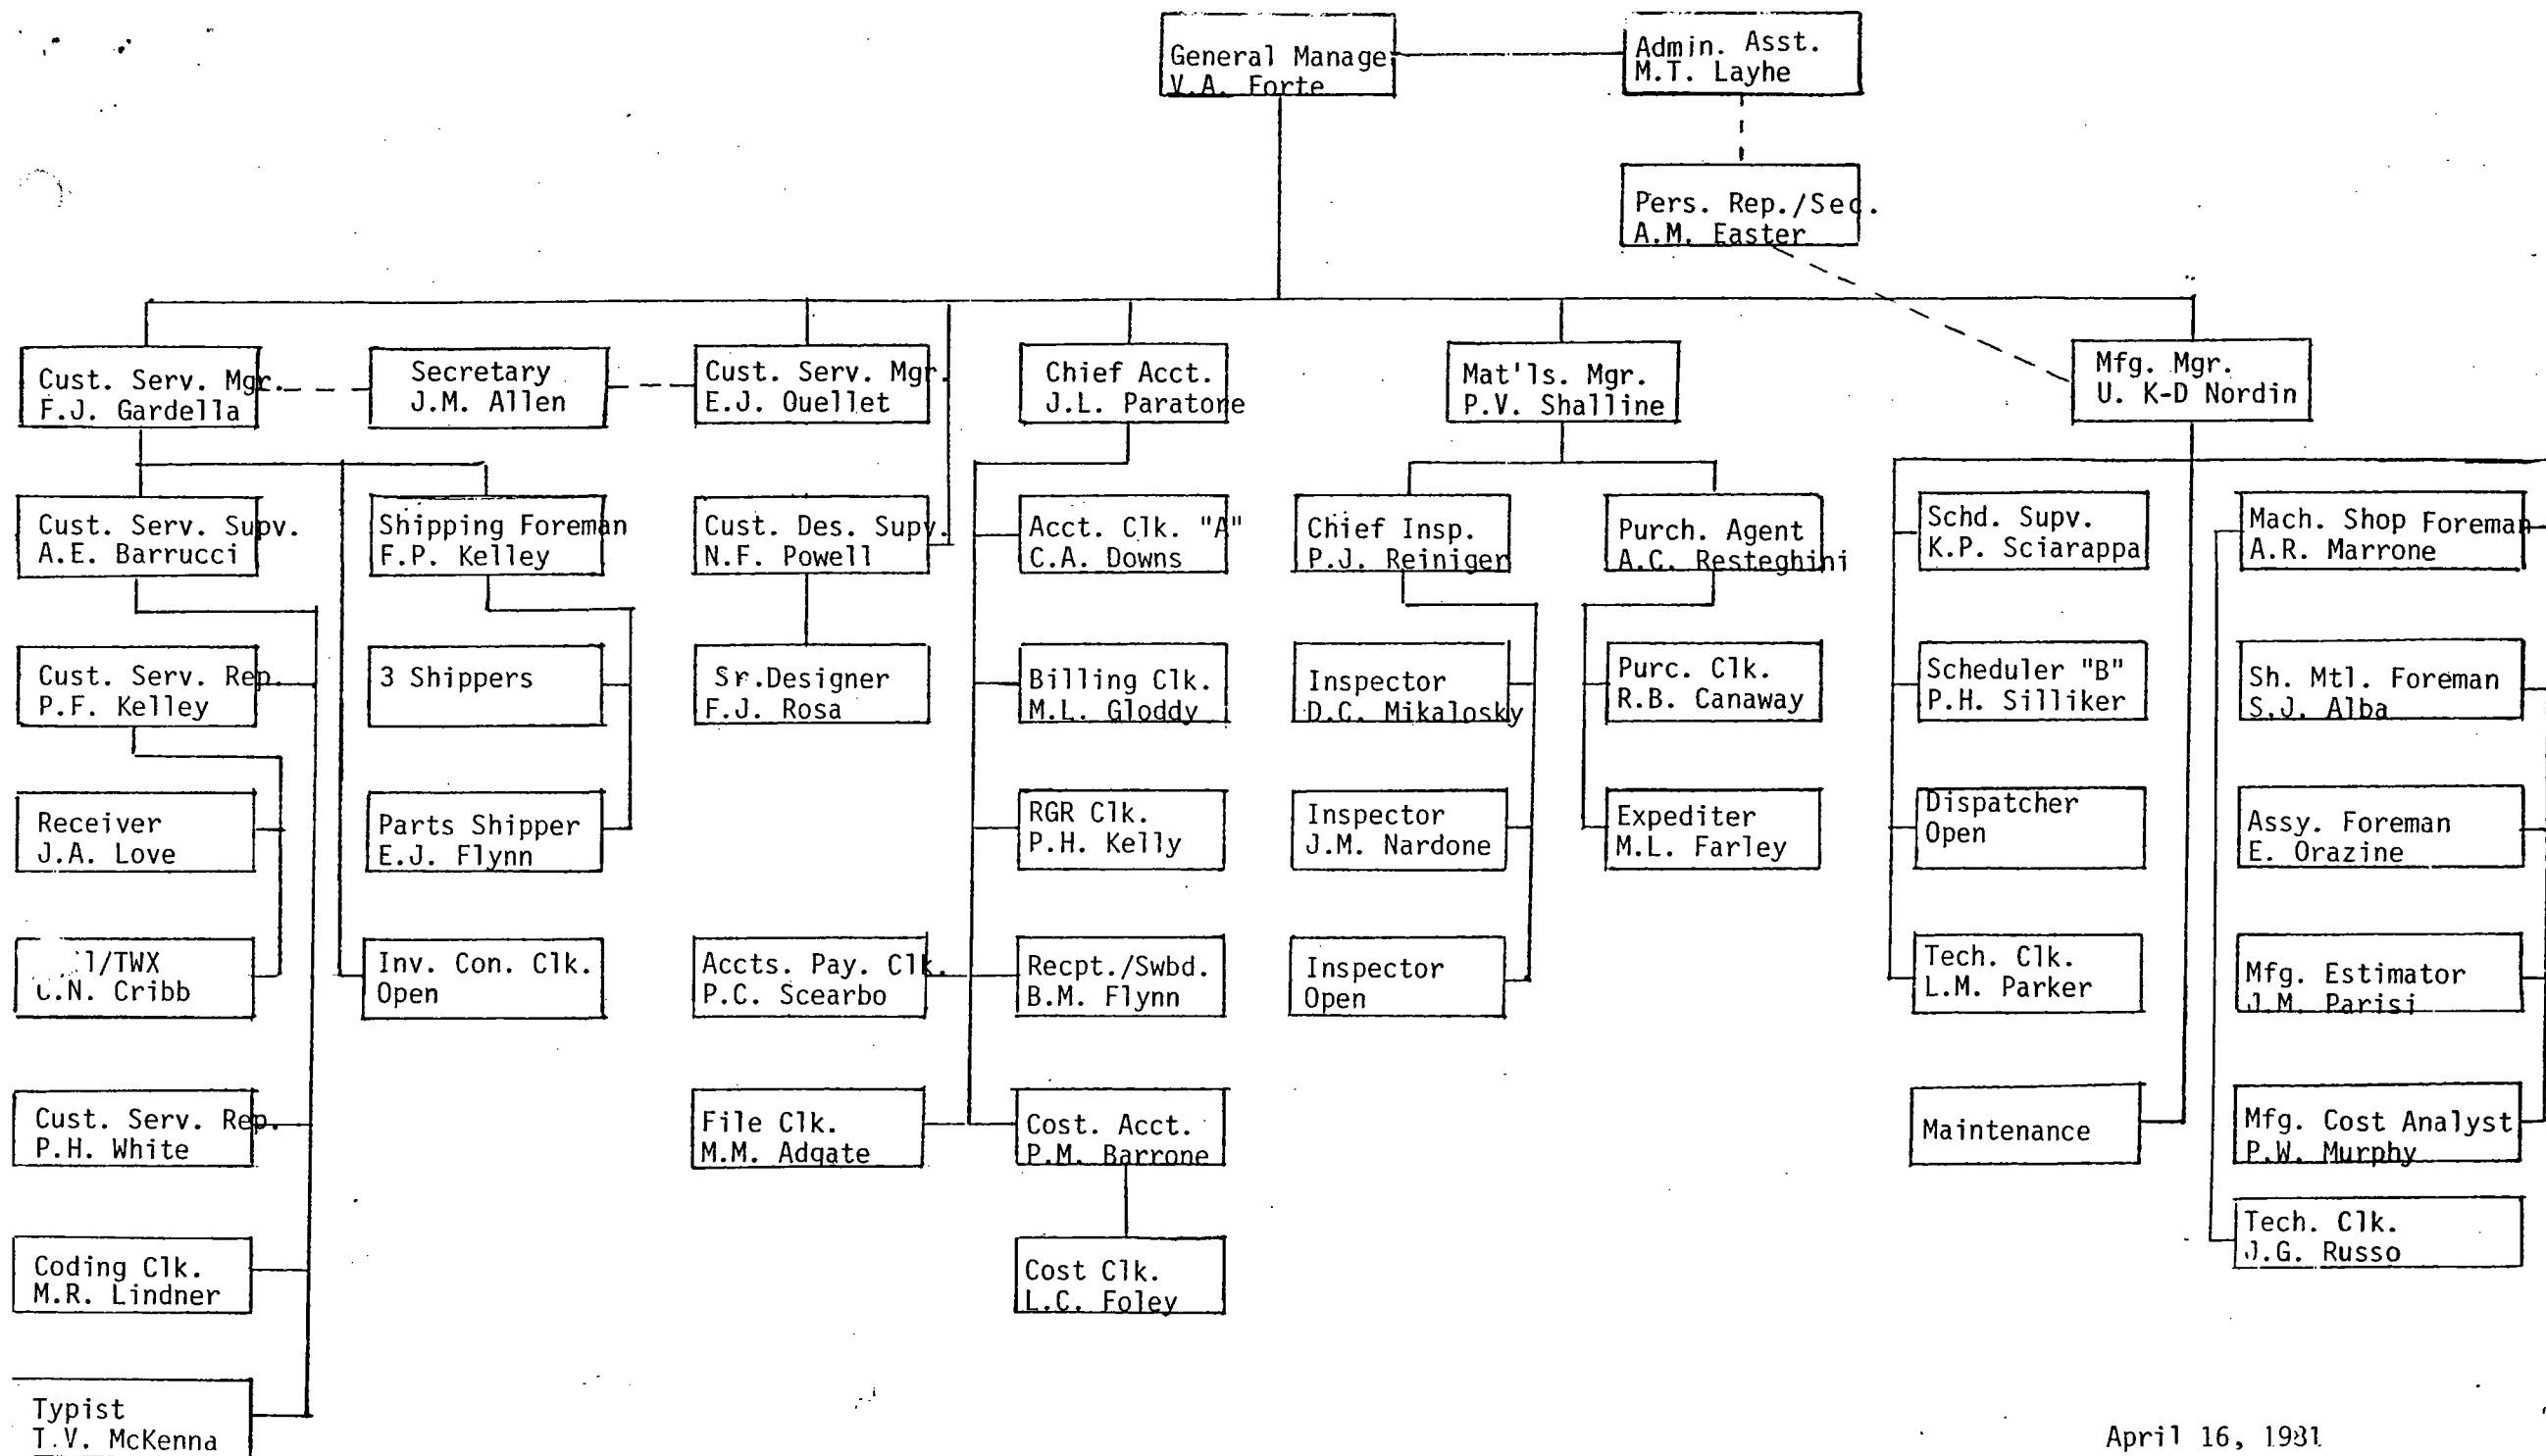 General Manage
V.A. Forte
Admin. Asst.
M.T. Layhe
Pers. Rep./Sec.
A.M. Easter
Cust. Serv. Mgr.
F.J. Gardella
Secretary
J.M. Allen
Cust. Serv. Mgr.
E.J. Ouellet
Chief Acct.
J.L. Paratore
Mat'ls. Mgr.
P.V. Shalline
Mfg. Mgr.
U. K-D Nordin
Cust. Serv. Supv.
A.E. Barrucci
Shipping Foreman
F.P. Kelley
Cust. Des. Supv.
N.F. Powell
Acct. Clk. "A"
C.A. Downs
Chief Insp.
P.J. Reiniger
Purch. Agent
A.C. Resteghini
Schd. Supv.
K.P. Sciarappa
Mach. Shop Foreman
A.R. Marrone
Cust. Serv. Rep.
P.F. Kelley
3 Shippers
Sr.Designer
F.J. Rosa
Billing Clk.
M.L. Gloddy
Inspector
D.C. Mikalosky
Purc. Clk.
R.B. Canaway
Scheduler "B"
P.H. Silliker
Sh. Mtl. Foreman
S.J. Alba
Receiver
J.A. Love
Parts Shipper
E.J. Flynn
RGR Clk.
P.H. Kelly
Inspector
J.M. Nardone
Expediter
M.L. Farley
Dispatcher
Open
Assy. Foreman
E. Orazine
l/TWX
Cribb
Inv. Con. Clk.
Open
Accts. Pay. Clk.
P.C. Scearbo
Recpt./Swbd.
B.M. Flynn
Inspector
Open
Tech. Clk.
L.M. Parker
Mfg. Estimator
J.M. Parisi
Cust. Serv. Rep.
P.H. White
File Clk.
M.M. Adgate
Cost. Acct.
P.M. Barrone
Maintenance
Mfg. Cost Analyst
P.W. Murphy
Tech. Clk.
J.G. Russo
Coding Clk.
M.R. Lindner
Cost Clk.
L.C. Foley
Typist
T.V. McKenna
April 16, 1981